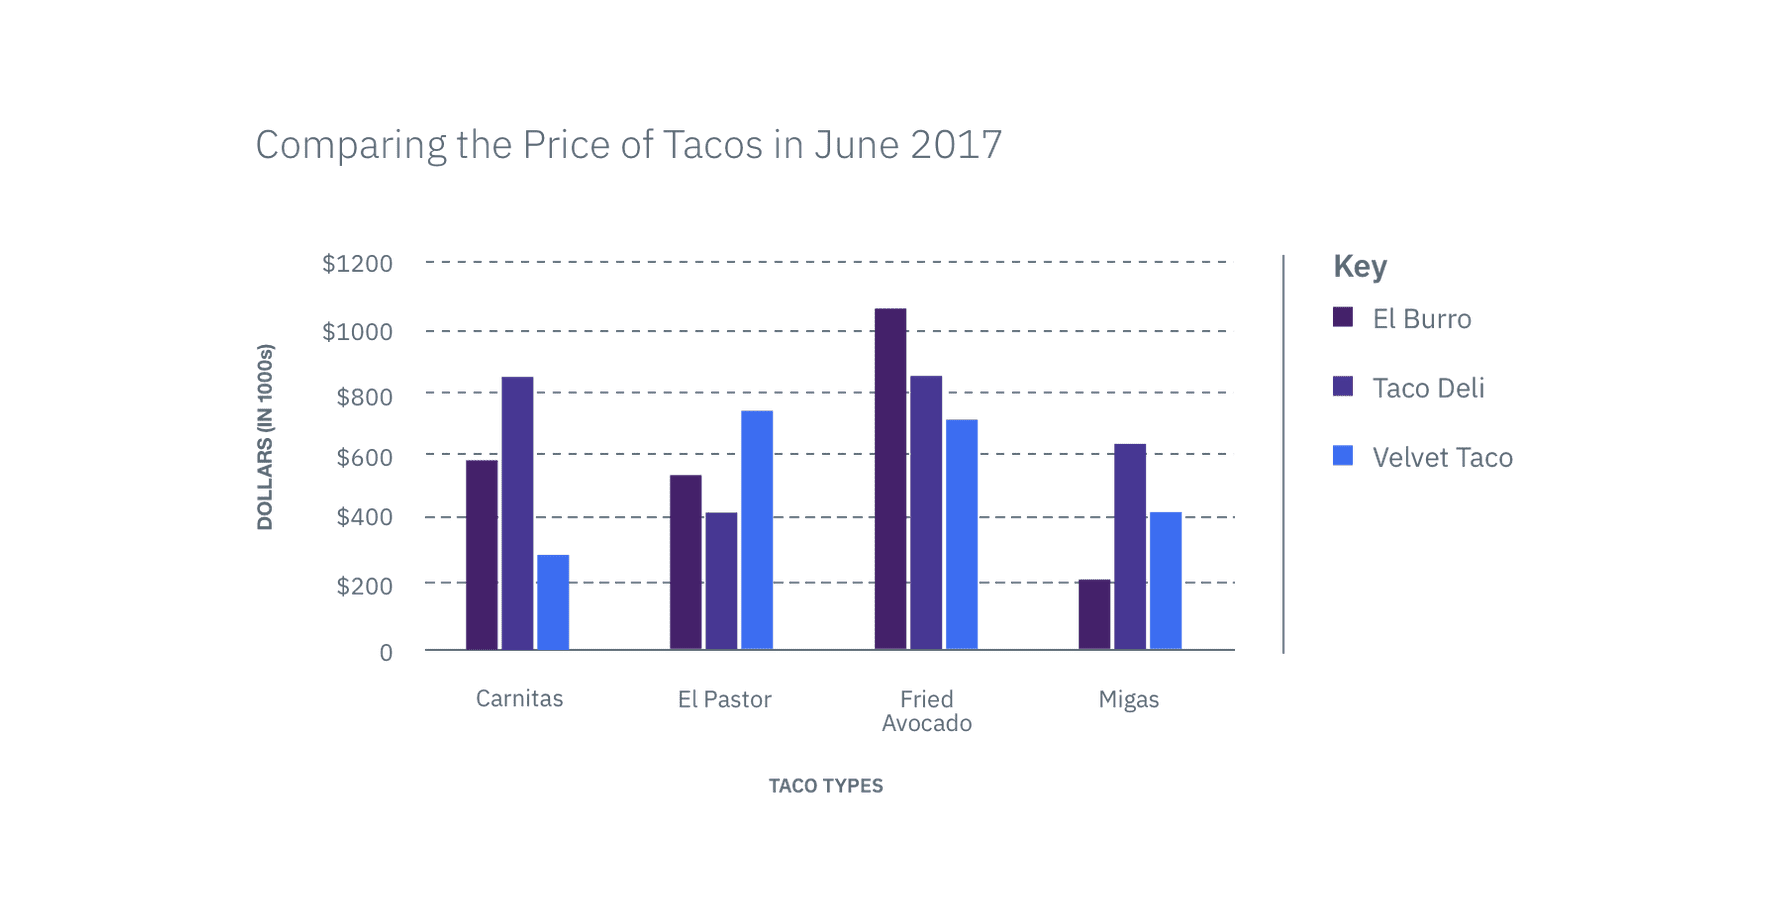 Comparing the Price of Tacos in June 2017
DOLLARS (IN 1000s)
$1200
$1000
$800
$600
$400
$200
0
Carnitas
El Pastor
Fried
Avocado
Migas
TACO TYPES
Key
El Burro
Taco Deli
Velvet Taco